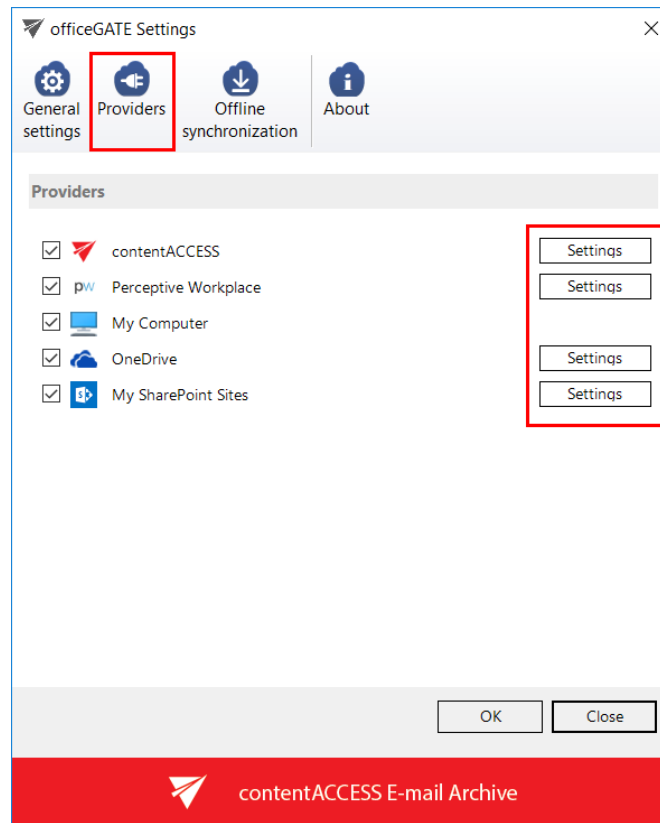 officeGATE Settings
General settings
Providers
Offline synchronization
About
Providers
contentACCESS
Settings
pw
Perceptive Workplace
Settings
My Computer
OneDrive
Settings
S
My SharePoint Sites
Settings
OK
Close
contentACCESS E-mail Archive